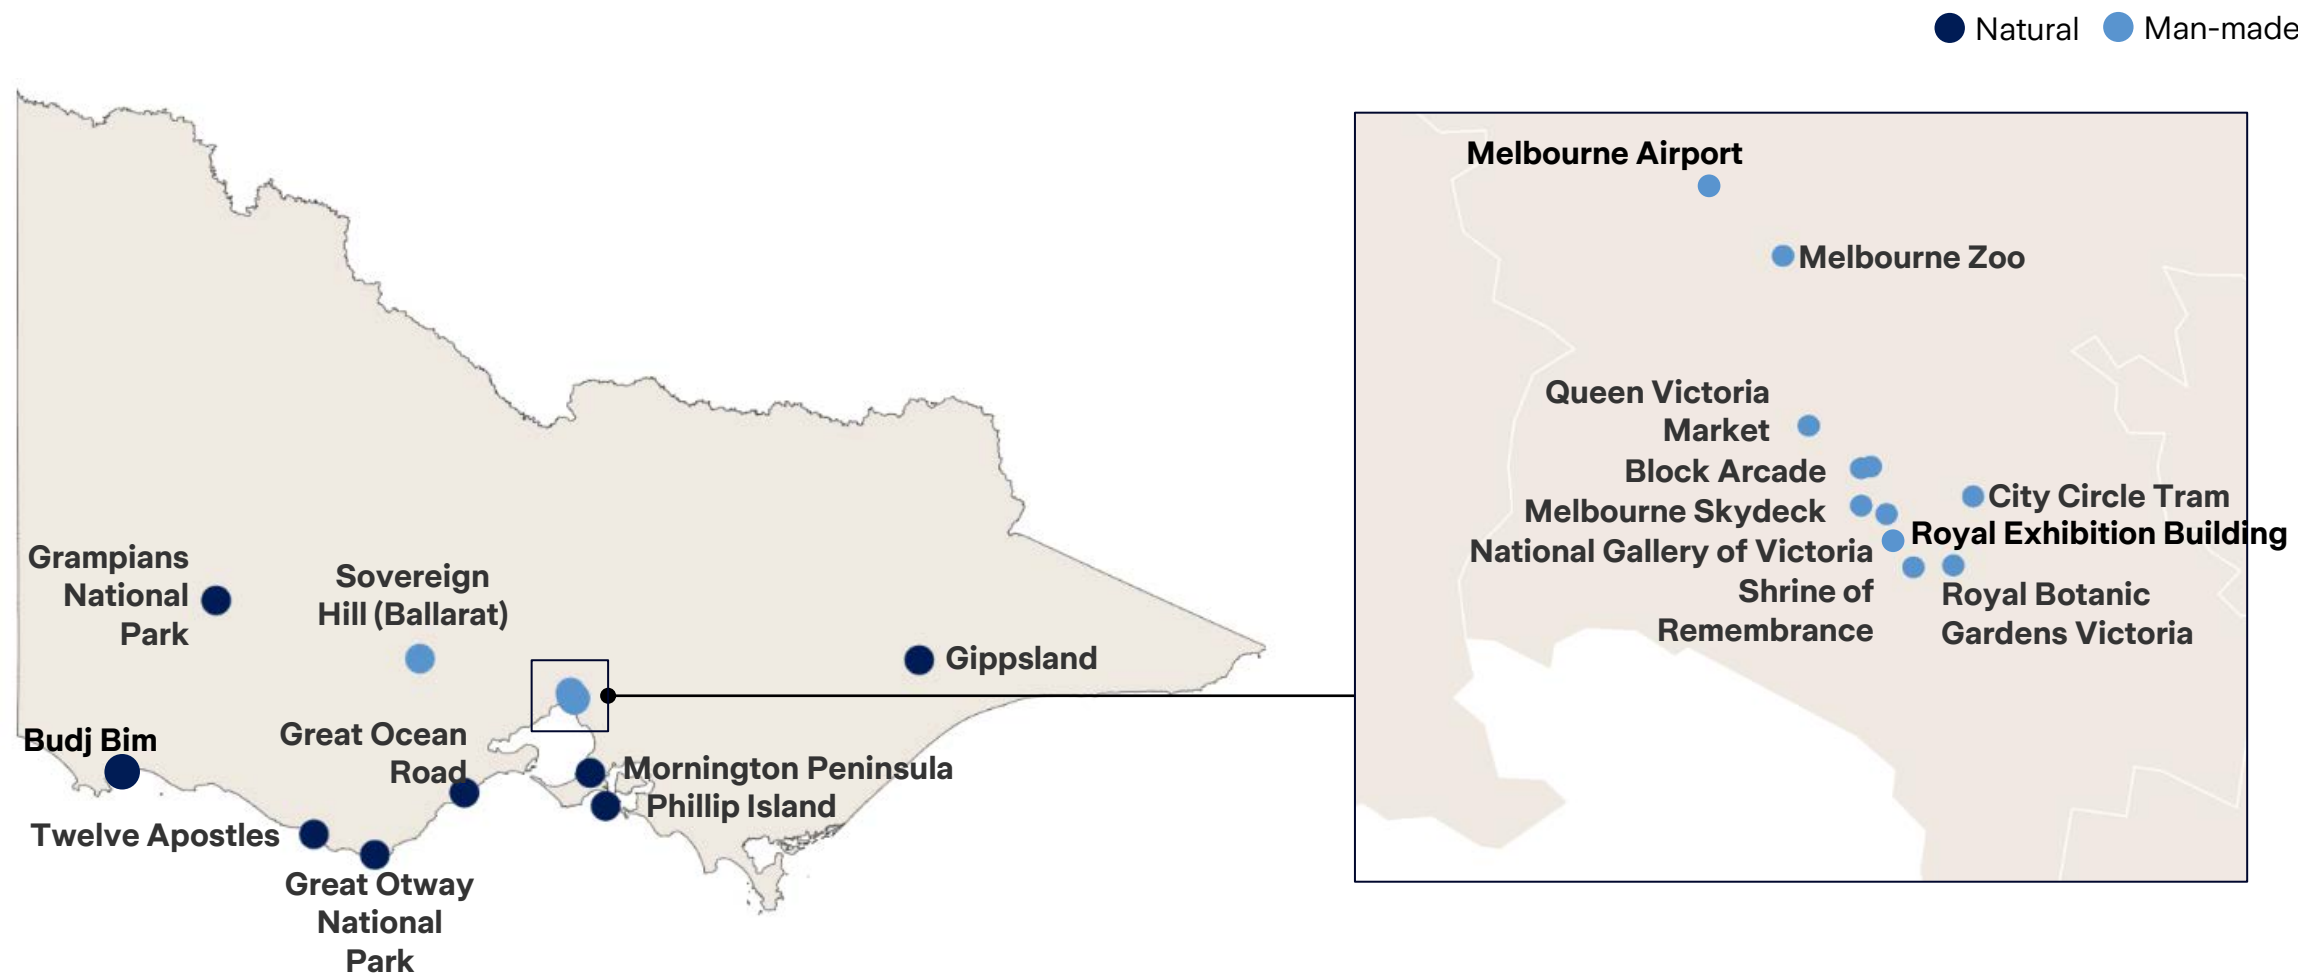 Natural
Man-made
Melbourne Airport
Melbourne Zoo
Queen Victoria
Market
Block Arcade
Melbourne Skydeck
National Gallery of Victoria
Shrine of
Remembrance
City Circle Tram
Royal Exhibition Building
Royal Botanic
Gardens Victoria
Grampians
National
Park
Sovereign
Hill (Ballarat)
Gippsland
Budj Bim
Great Ocean
Road
Mornington Peninsula
Phillip Island
Twelve Apostles
Great Otway
National
Park